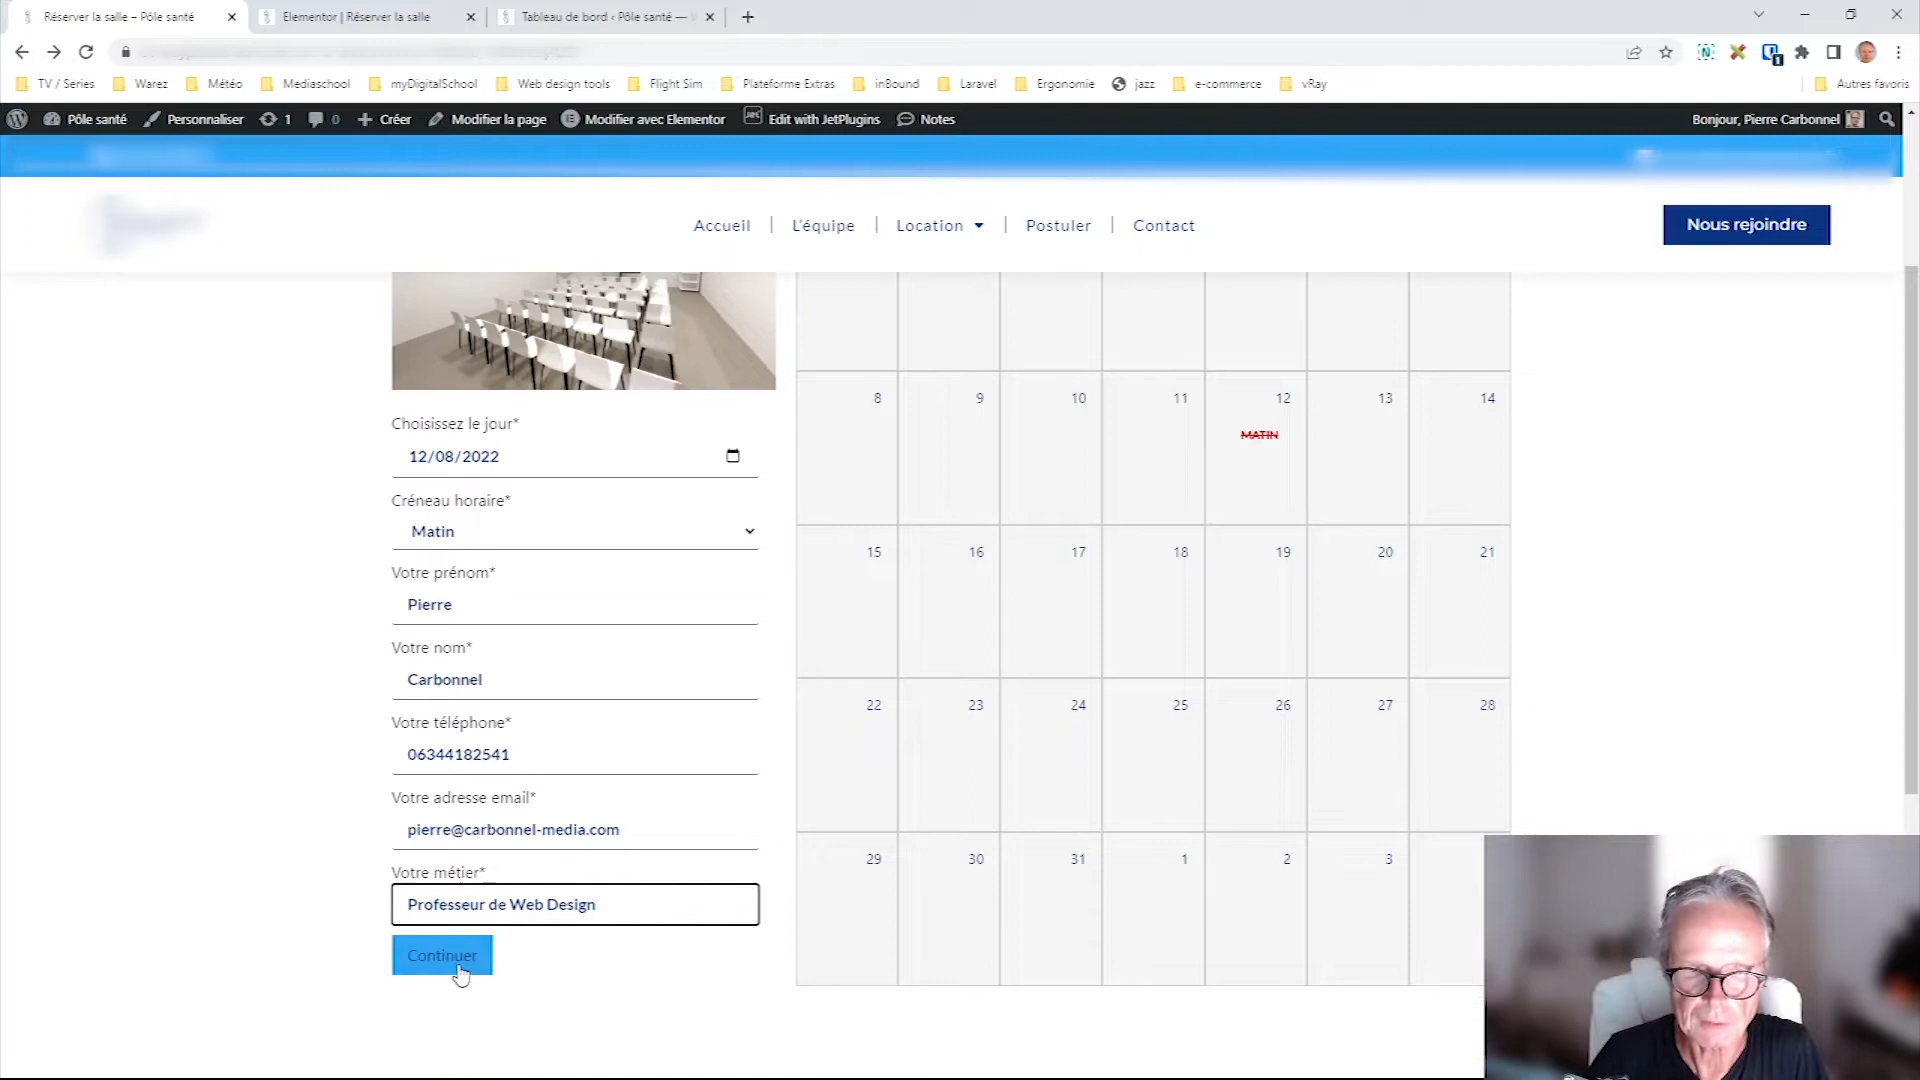 Réserver la salle – Pôle santé
Elementor | Réserver la salle
Tableau de bord ‹ Pôle santé —
TV / Series
Warez
Météo
Mediaschool
myDigitalSchool
Web design tools
Flight Sim
Plateforme Extras
inBound
Laravel
Ergonomie
jazz
e-commerce
vRay
Autres favoris
Pôle santé
Personnaliser
1
0
Créer
Modifier la page
Modifier avec Elementor
Edit with JetPlugins
Notes
Bonjour, Pierre Carbonnel
Accueil
L'équipe
Location
Postuler
Contact
Nous rejoindre
Choisissez le jour*
12/08/2022
Créneau horaire*
Matin
Votre prénom*
Pierre
Votre nom*
Carbonnel
Votre téléphone*
06344182541
Votre adresse email*
pierre@carbonnel-media.com
Votre métier*
Professeur de Web Design
Continuer
8 9 10 11 12 13 14
MATIN
15 16 17 18 19 20 21
22 23 24 25 26 27 28
29 30 31 1 2 3